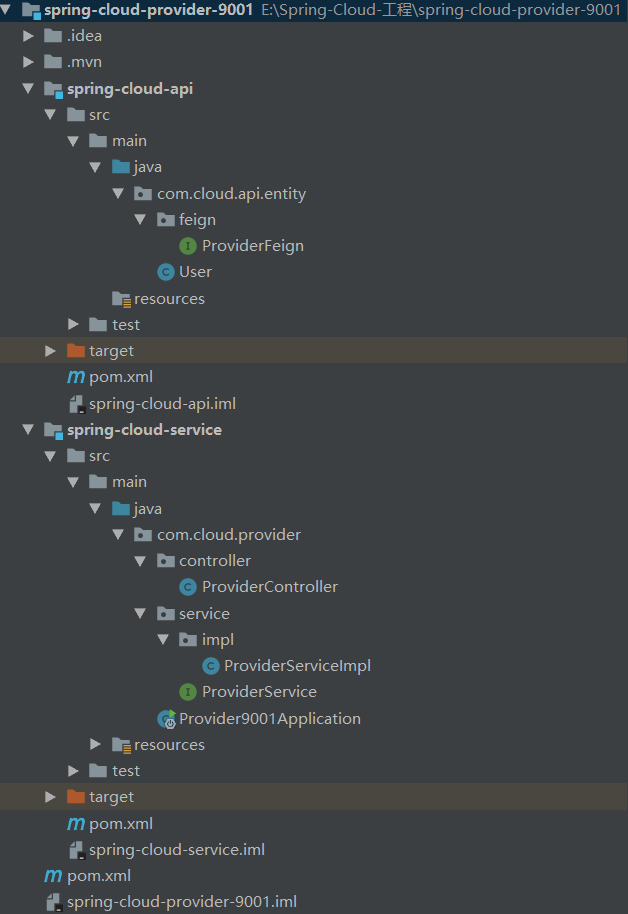 spring-cloud-provider-9001 E:\Spring-Cloud-工程\spring-cloud-provider-9001
.idea
.mvn
spring-cloud-api
src
main
java
com.cloud.api.entity
feign
I ProviderFeign
C User
resources
test
target
m pom.xml
spring-cloud-api.iml
spring-cloud-service
src
main
java
com.cloud.provider
controller
C ProviderController
service
impl
C ProviderServiceImpl
I ProviderService
Provider9001Application
resources
test
target
m pom.xml
spring-cloud-service.iml
m pom.xml
spring-cloud-provider-9001.iml